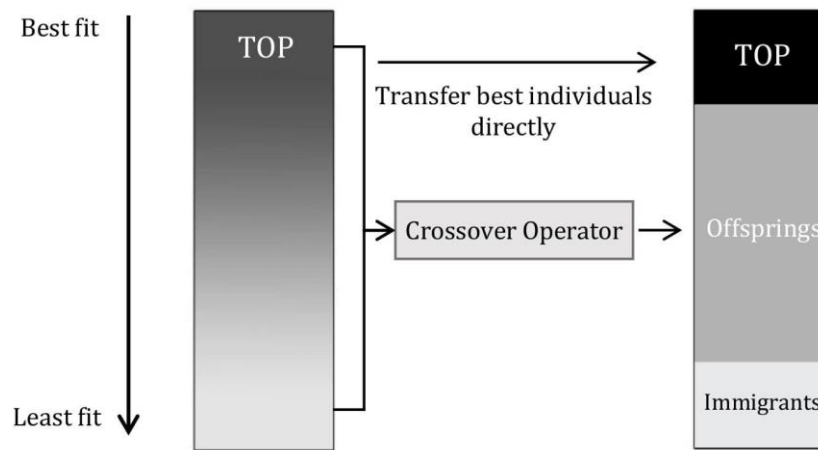 Best fit
TOP
Transfer best individuals
directly
TOP
Crossover Operator
Offsprings
Least fit
Immigrants